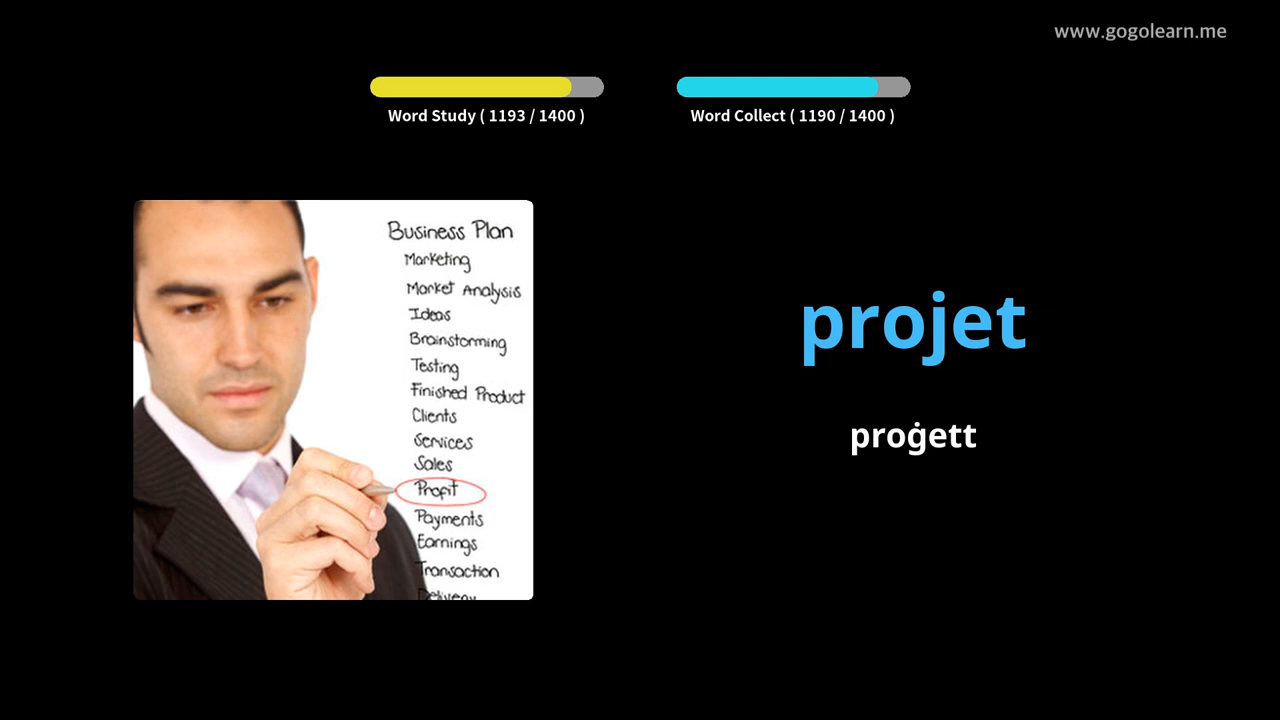 www.gogolearn.me
Word Study ( 1193 / 1400 )
Word Collect ( 1190 / 1400 )
Business Plan
Marketing
Market Analysis
Ideas
Brainstorming
Testing
Finished Product
Clients
Services
Sales
Profit
Payments
Earnings
Transaction
Delivery
projet
proġett